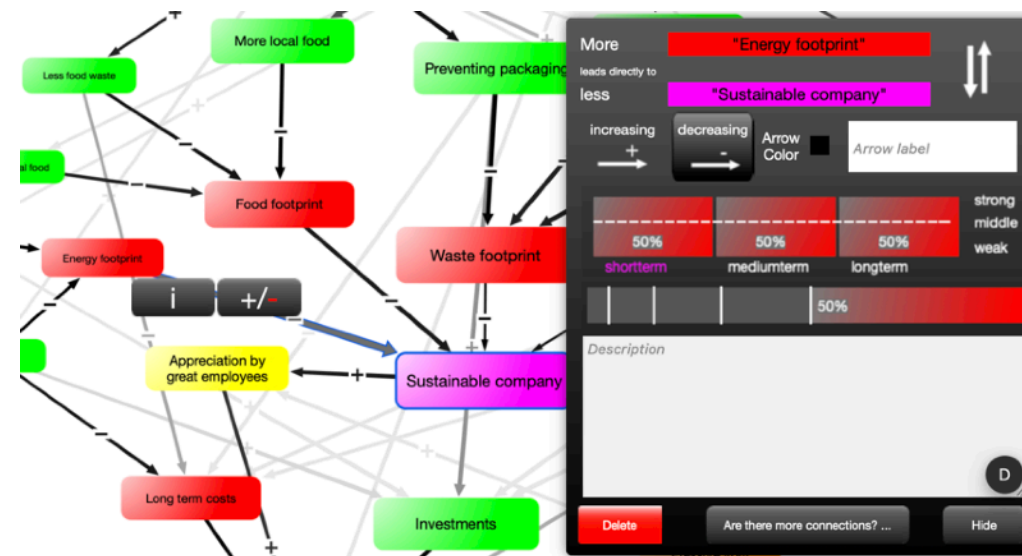 More local food
Less food waste
Preventing packaging
al food
Food footprint
Energy footprint
Waste footprint
i
+/-
Appreciation by
great employees
Sustainable company
Long term costs
Investments
More
"Energy footprint"
leads directly to
less
"Sustainable company"
increasing
+
decreasing
-
Arrow
Color
Arrow label
strong
middle
weak
50%
50%
50%
shortterm
mediumterm
longterm
50%
Description
D
Delete
Are there more connections? ...
Hide